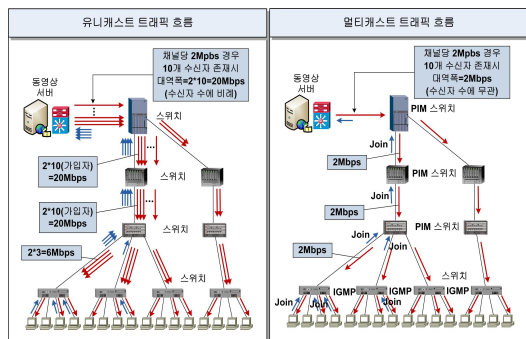 유니캐스트 트래픽 흐름
채널당 2Mpbs 경우
10개 수신자 존재시
대역폭=2*10=20Mbps
(수신자 수에 비례)
동영상
서버
스위치
2*10(가입자)
=20Mbps
스위치
2*10(가입자)
=20Mbps
스위치
2*3=6Mbps
스위치
멀티캐스트 트래픽 흐름
채널당 2Mpbs 경우
10개 수신자 존재시
대역폭=2Mbps
(수신자 수에 무관)
동영상
서버
PIM 스위치
Join
2Mbps
PIM 스위치
Join
2Mbps
PIM 스위치
Join
Join
2Mbps
스위치
IGMP
IGMP
IGMP
Join
Join
Join